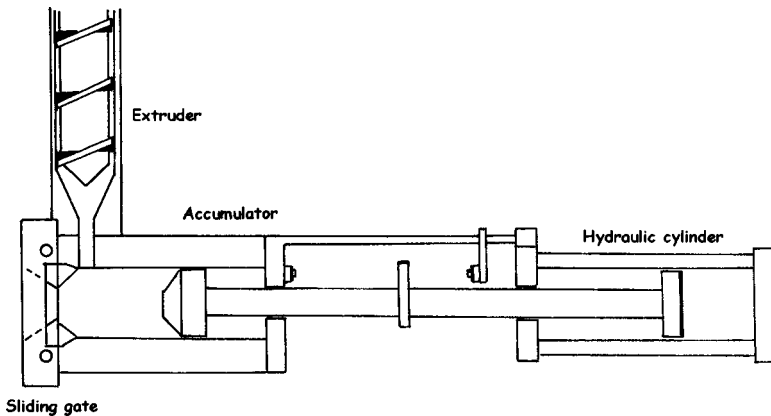 Extruder
Accumulator
Hydraulic cylinder
Sliding gate